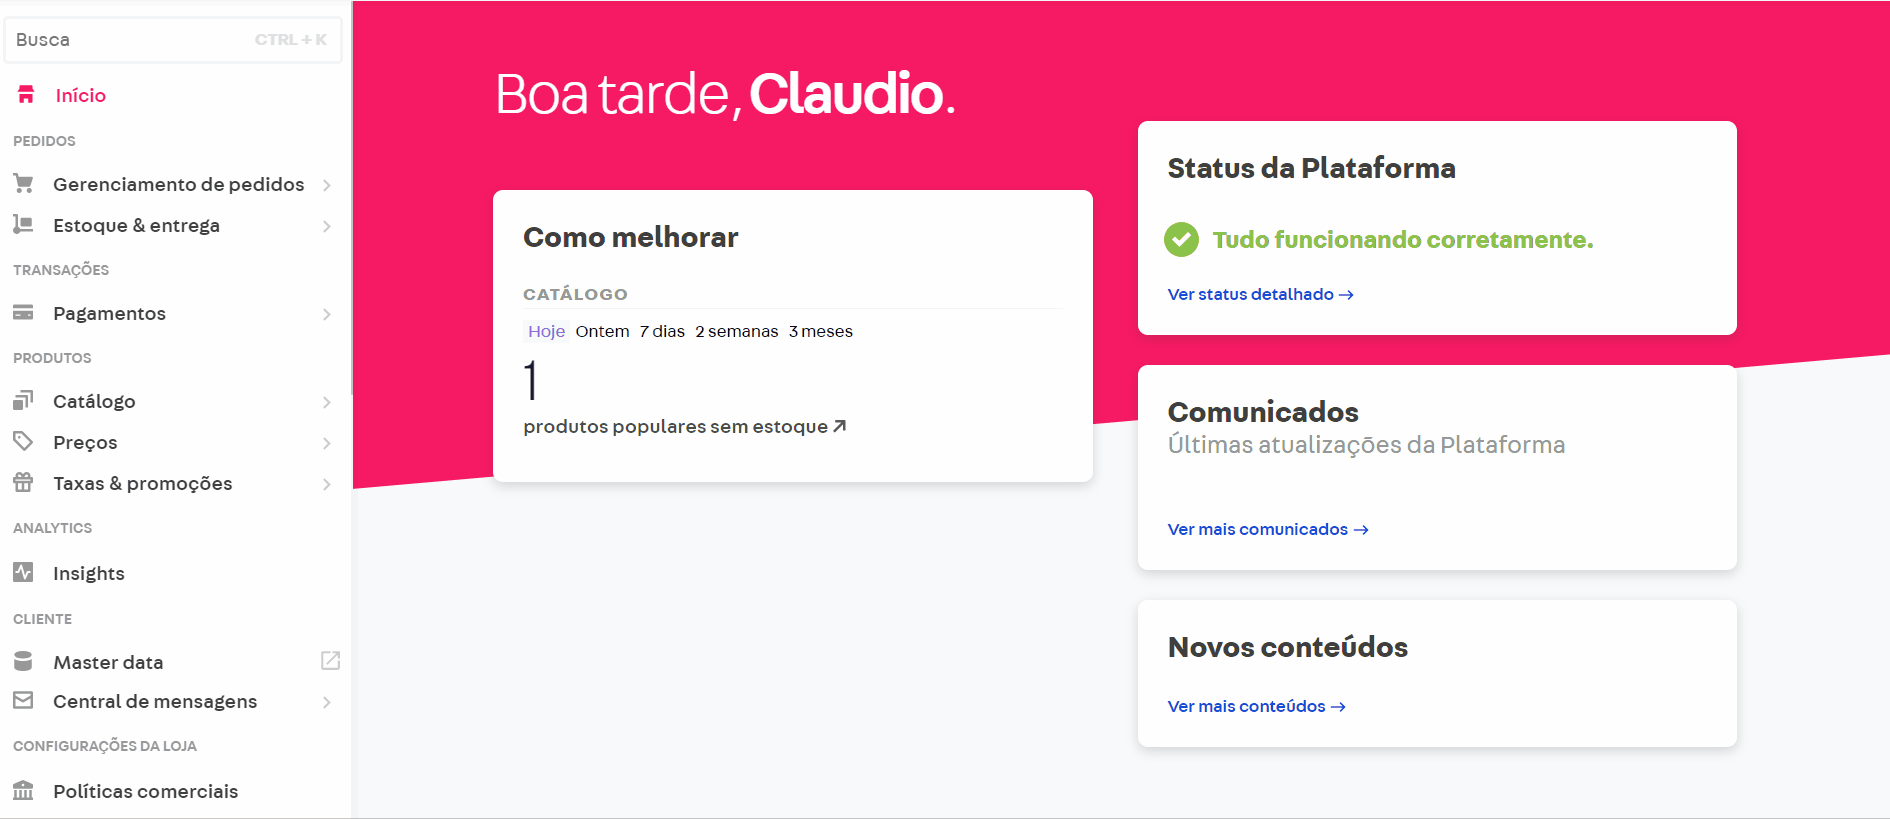 Busca CTRL + K
Início
PEDIDOS
Gerenciamento de pedidos
Estoque & entrega
TRANSAÇÕES
Pagamentos
PRODUTOS
Catálogo
Preços
Taxas & promoções
ANALYTICS
Insights
CLIENTE
Master data
Central de mensagens
CONFIGURAÇÕES DA LOJA
Políticas comerciais
Boa tarde, Claudio.
Como melhorar
CATÁLOGO
Hoje Ontem 7 dias 2 semanas 3 meses
1
produtos populares sem estoque
Status da Plataforma
Tudo funcionando corretamente.
Ver status detalhado →
Comunicados
Últimas atualizações da Plataforma
Ver mais comunicados →
Novos conteúdos
Ver mais conteúdos →